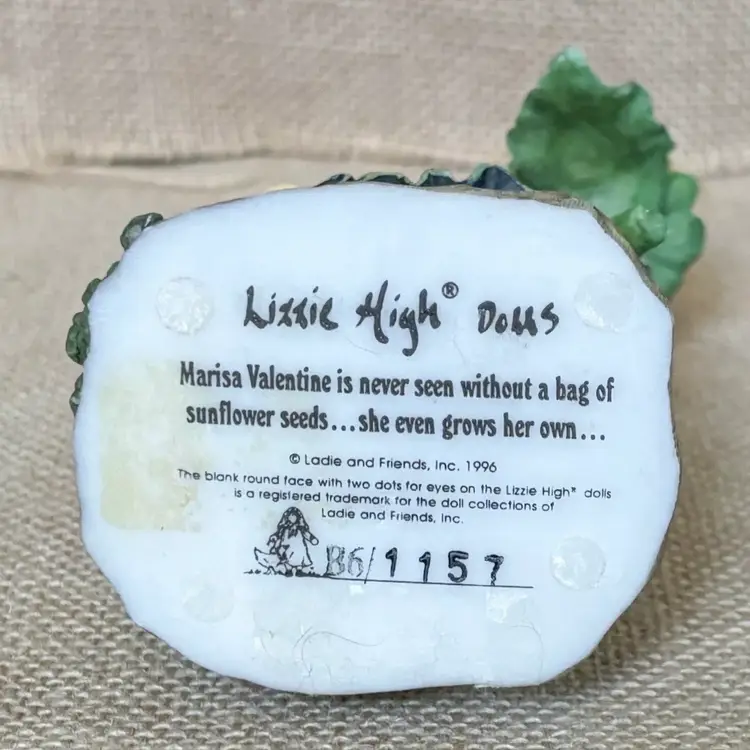 Lizzie High® Dolls
Marisa Valentine is never seen without a bag of
sunflower seeds...she even grows her own...
© Ladie and Friends, Inc. 1996
The blank round face with two dots for eyes on the Lizzie High® dolls
is a registered trademark for the doll collections of
Ladie and Friends, Inc.
B6/1157